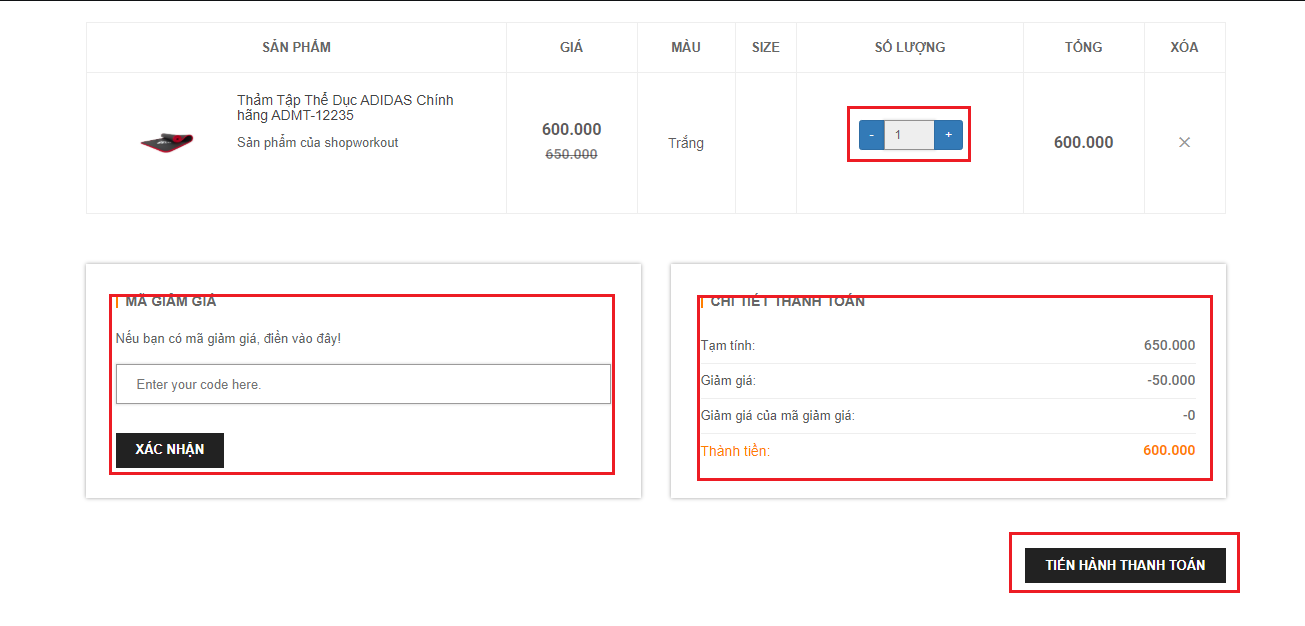 SẢN PHẨM GIÁ MÀU SIZE SỐ LƯỢNG TỔNG XÓA
Thảm Tập Thể Dục ADIDAS Chính
hãng ADMT-12235
Sản phẩm của shopworkout
600.000
650.000
Trắng
- 1 +
600.000
×
MÃ GIẢM GIÁ
Nếu bạn có mã giảm giá, điền vào đây!
Enter your code here.
XÁC NHẬN
CHI TIẾT THANH TOÁN
Tạm tính: 650.000
Giảm giá: -50.000
Giảm giá của mã giảm giá: -0
Thành tiền: 600.000
TIẾN HÀNH THANH TOÁN